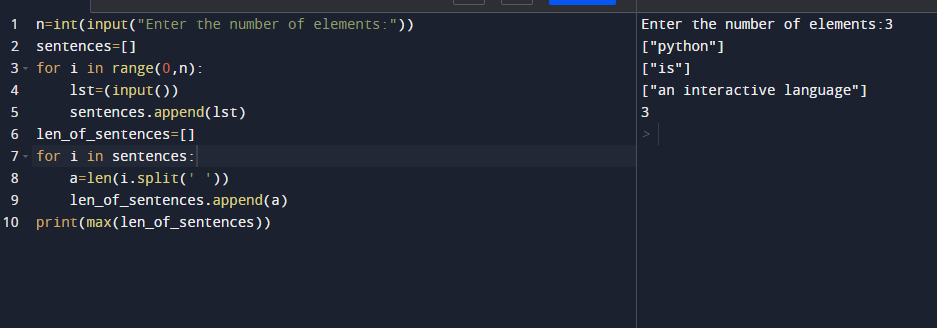 1 n=int(input("Enter the number of elements:"))
2 sentences=[]
3 for i in range(0,n):
4 lst=(input())
5 sentences.append(lst)
6 len_of_sentences=[]
7 for i in sentences:
8 a=len(i.split(' '))
9 len_of_sentences.append(a)
10 print(max(len_of_sentences))
Enter the number of elements:3
["python"]
["is"]
["an interactive language"]
3
>